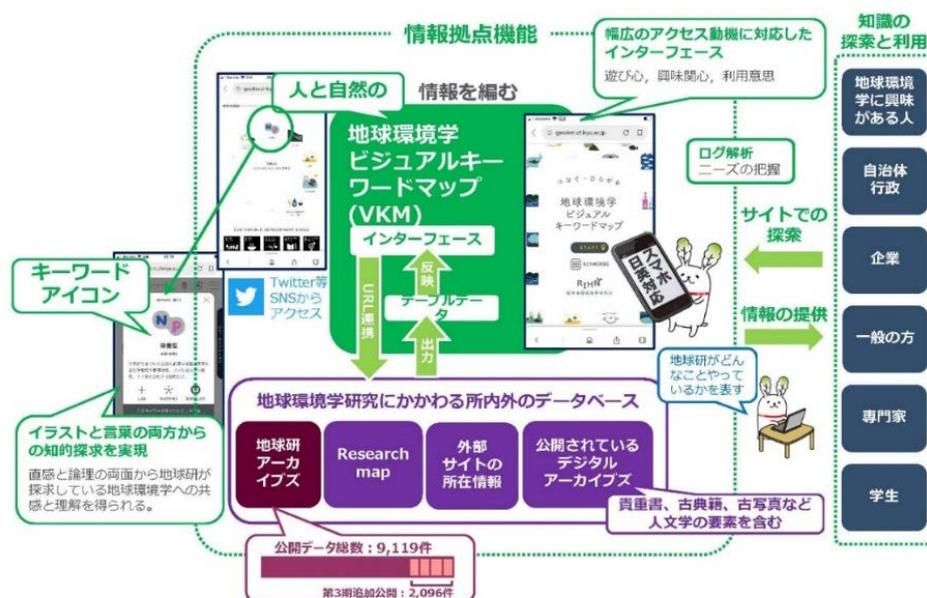 情報拠点機能
幅広のアクセス動機に対応した
インターフェース
遊び心，興味関心，利用意思
知識の
探索と利用
人と自然の
情報を編む
地球環境学
ビジュアルキー
ワードマップ
(VKM)
インターフェース
反映
テーブルデー
タ
URL連携
出力
キーワード
アイコン
Twitter等
SNSから
アクセス
つなぐ・ひろがる
地球環境学
ビジュアル
キーワードマップ
START
KEYWORDS
RIHN
スマホ
日英対応
ログ解析
ニーズの把握
サイトでの
探索
情報の提供
地球研がどん
なことやって
いるかを表す
地球環境
学に興味
がある人
自治体
行政
企業
一般の方
専門家
学生
イラストと言葉の両方から
の知的探求を実現
直感と論理の両面から地球研が
探求している地球環境学への共
感と理解を得られる。
NP
栄養塩
地球環境学研究にかかわる所内外のデータベース
地球研
アーカ
イブズ
Research
map
外部
サイトの
所在情報
公開されている
デジタル
アーカイブズ
貴重書、古典籍、古写真など
人文学の要素を含む
公開データ総数：9,119件
第3期追加公開：2,096件